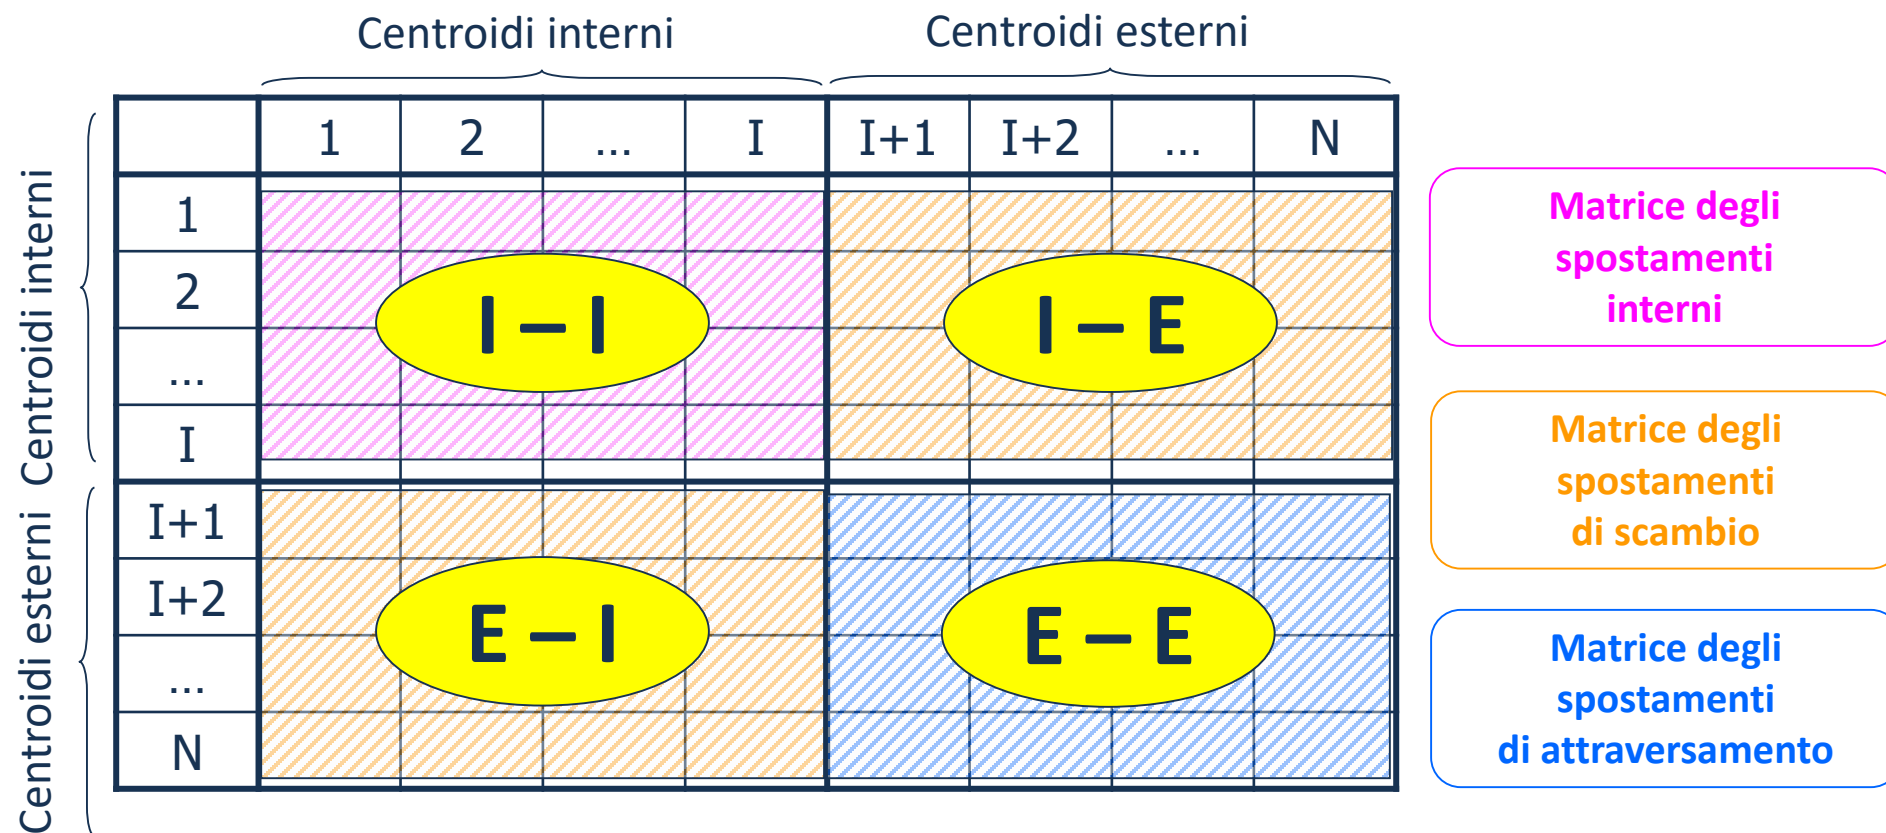 Centroidi interni
Centroidi esterni
Centroidi interni
Centroidi esterni
1 2 ... I I+1 I+2 ... N
1
2
...
I
I+1
I+2
...
N
I – I
I – E
E – I
E – E
Matrice degli
spostamenti
interni
Matrice degli
spostamenti
di scambio
Matrice degli
spostamenti
di attraversamento